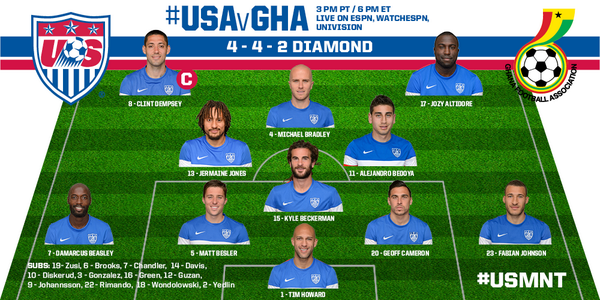 #USAvGHA
3 PM PT / 6 PM ET
LIVE ON ESPN, WATCHESPN,
UNIVISION
4 - 4 - 2 DIAMOND
US
GHANA FOOTBALL ASSOCIATION
C
8 - CLINT DEMPSEY
17 - JOZY ALTIDORE
4 - MICHAEL BRADLEY
13 - JERMAINE JONES
11 - ALEJANDRO BEDOYA
15 - KYLE BECKERMAN
7 - DAMARCUS BEASLEY
5 - MATT BESLER
20 - GEOFF CAMERON
23 - FABIAN JOHNSON
1 - TIM HOWARD
SUBS: 19- Zusi, 6 - Brooks, 7 - Chandler, 14 - Davis,
10 - Diskerud, 3 - Gonzalez, 16 - Green, 12 - Guzan,
9 - Johannsson, 22 - Rimando, 18 - Wondolowski, 2 - Yedlin
#USMNT